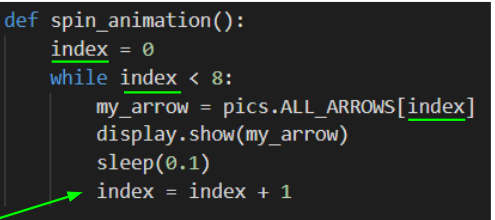 def spin_animation():
    index = 0
    while index < 8:
        my_arrow = pics.ALL_ARROWS[index]
        display.show(my_arrow)
        sleep(0.1)
        index = index + 1